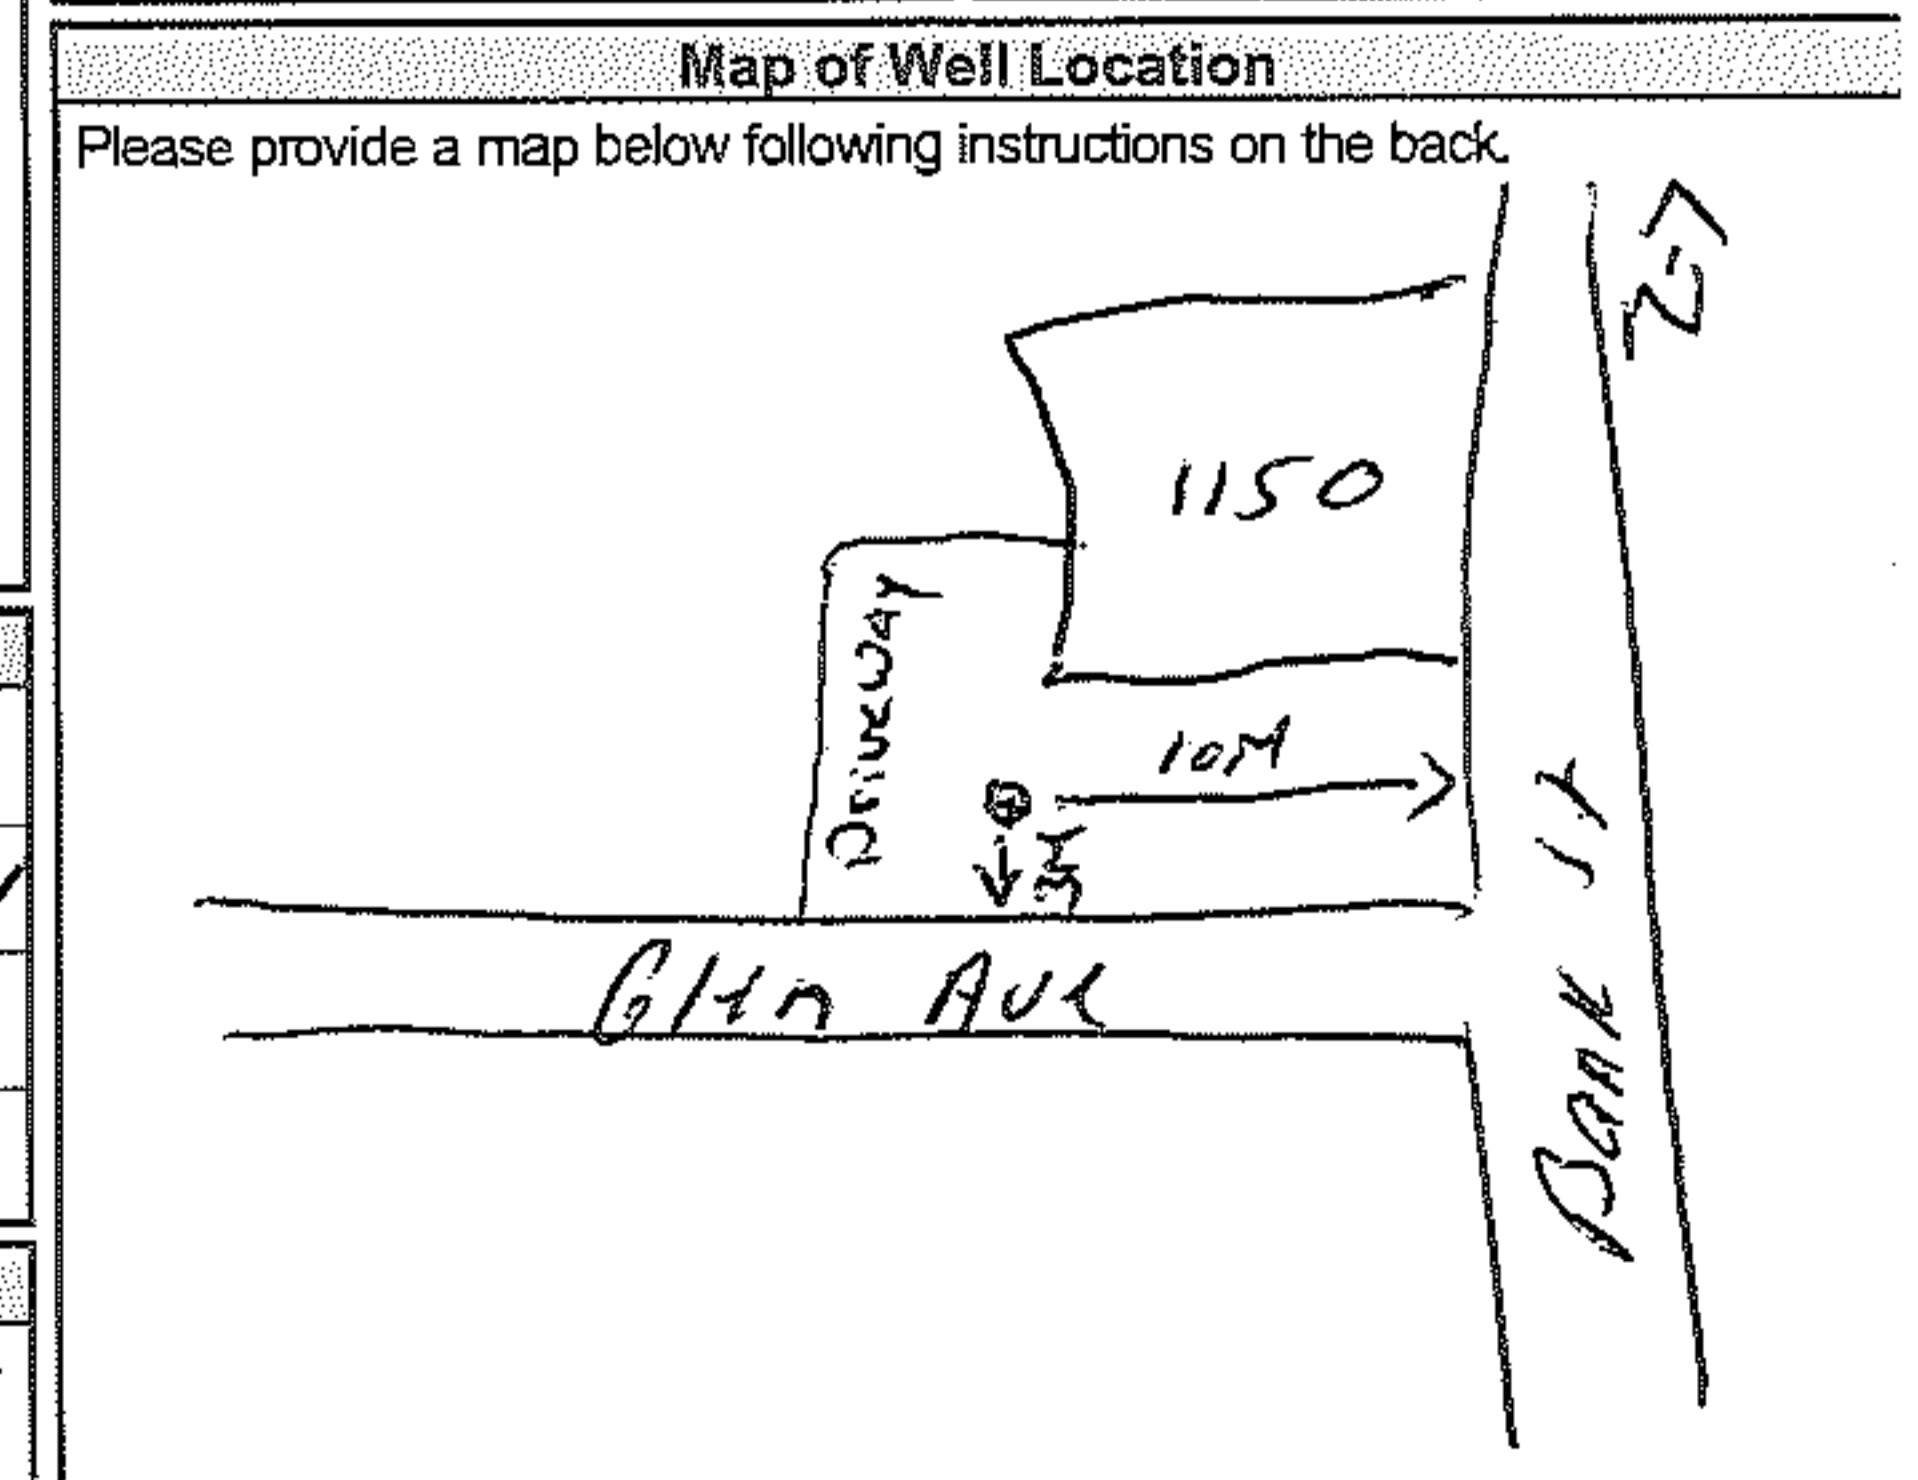 Map of Well Location
Please provide a map below following instructions on the back.
N
1150
Driveway
10M
3M
Glen Ave
Bank St